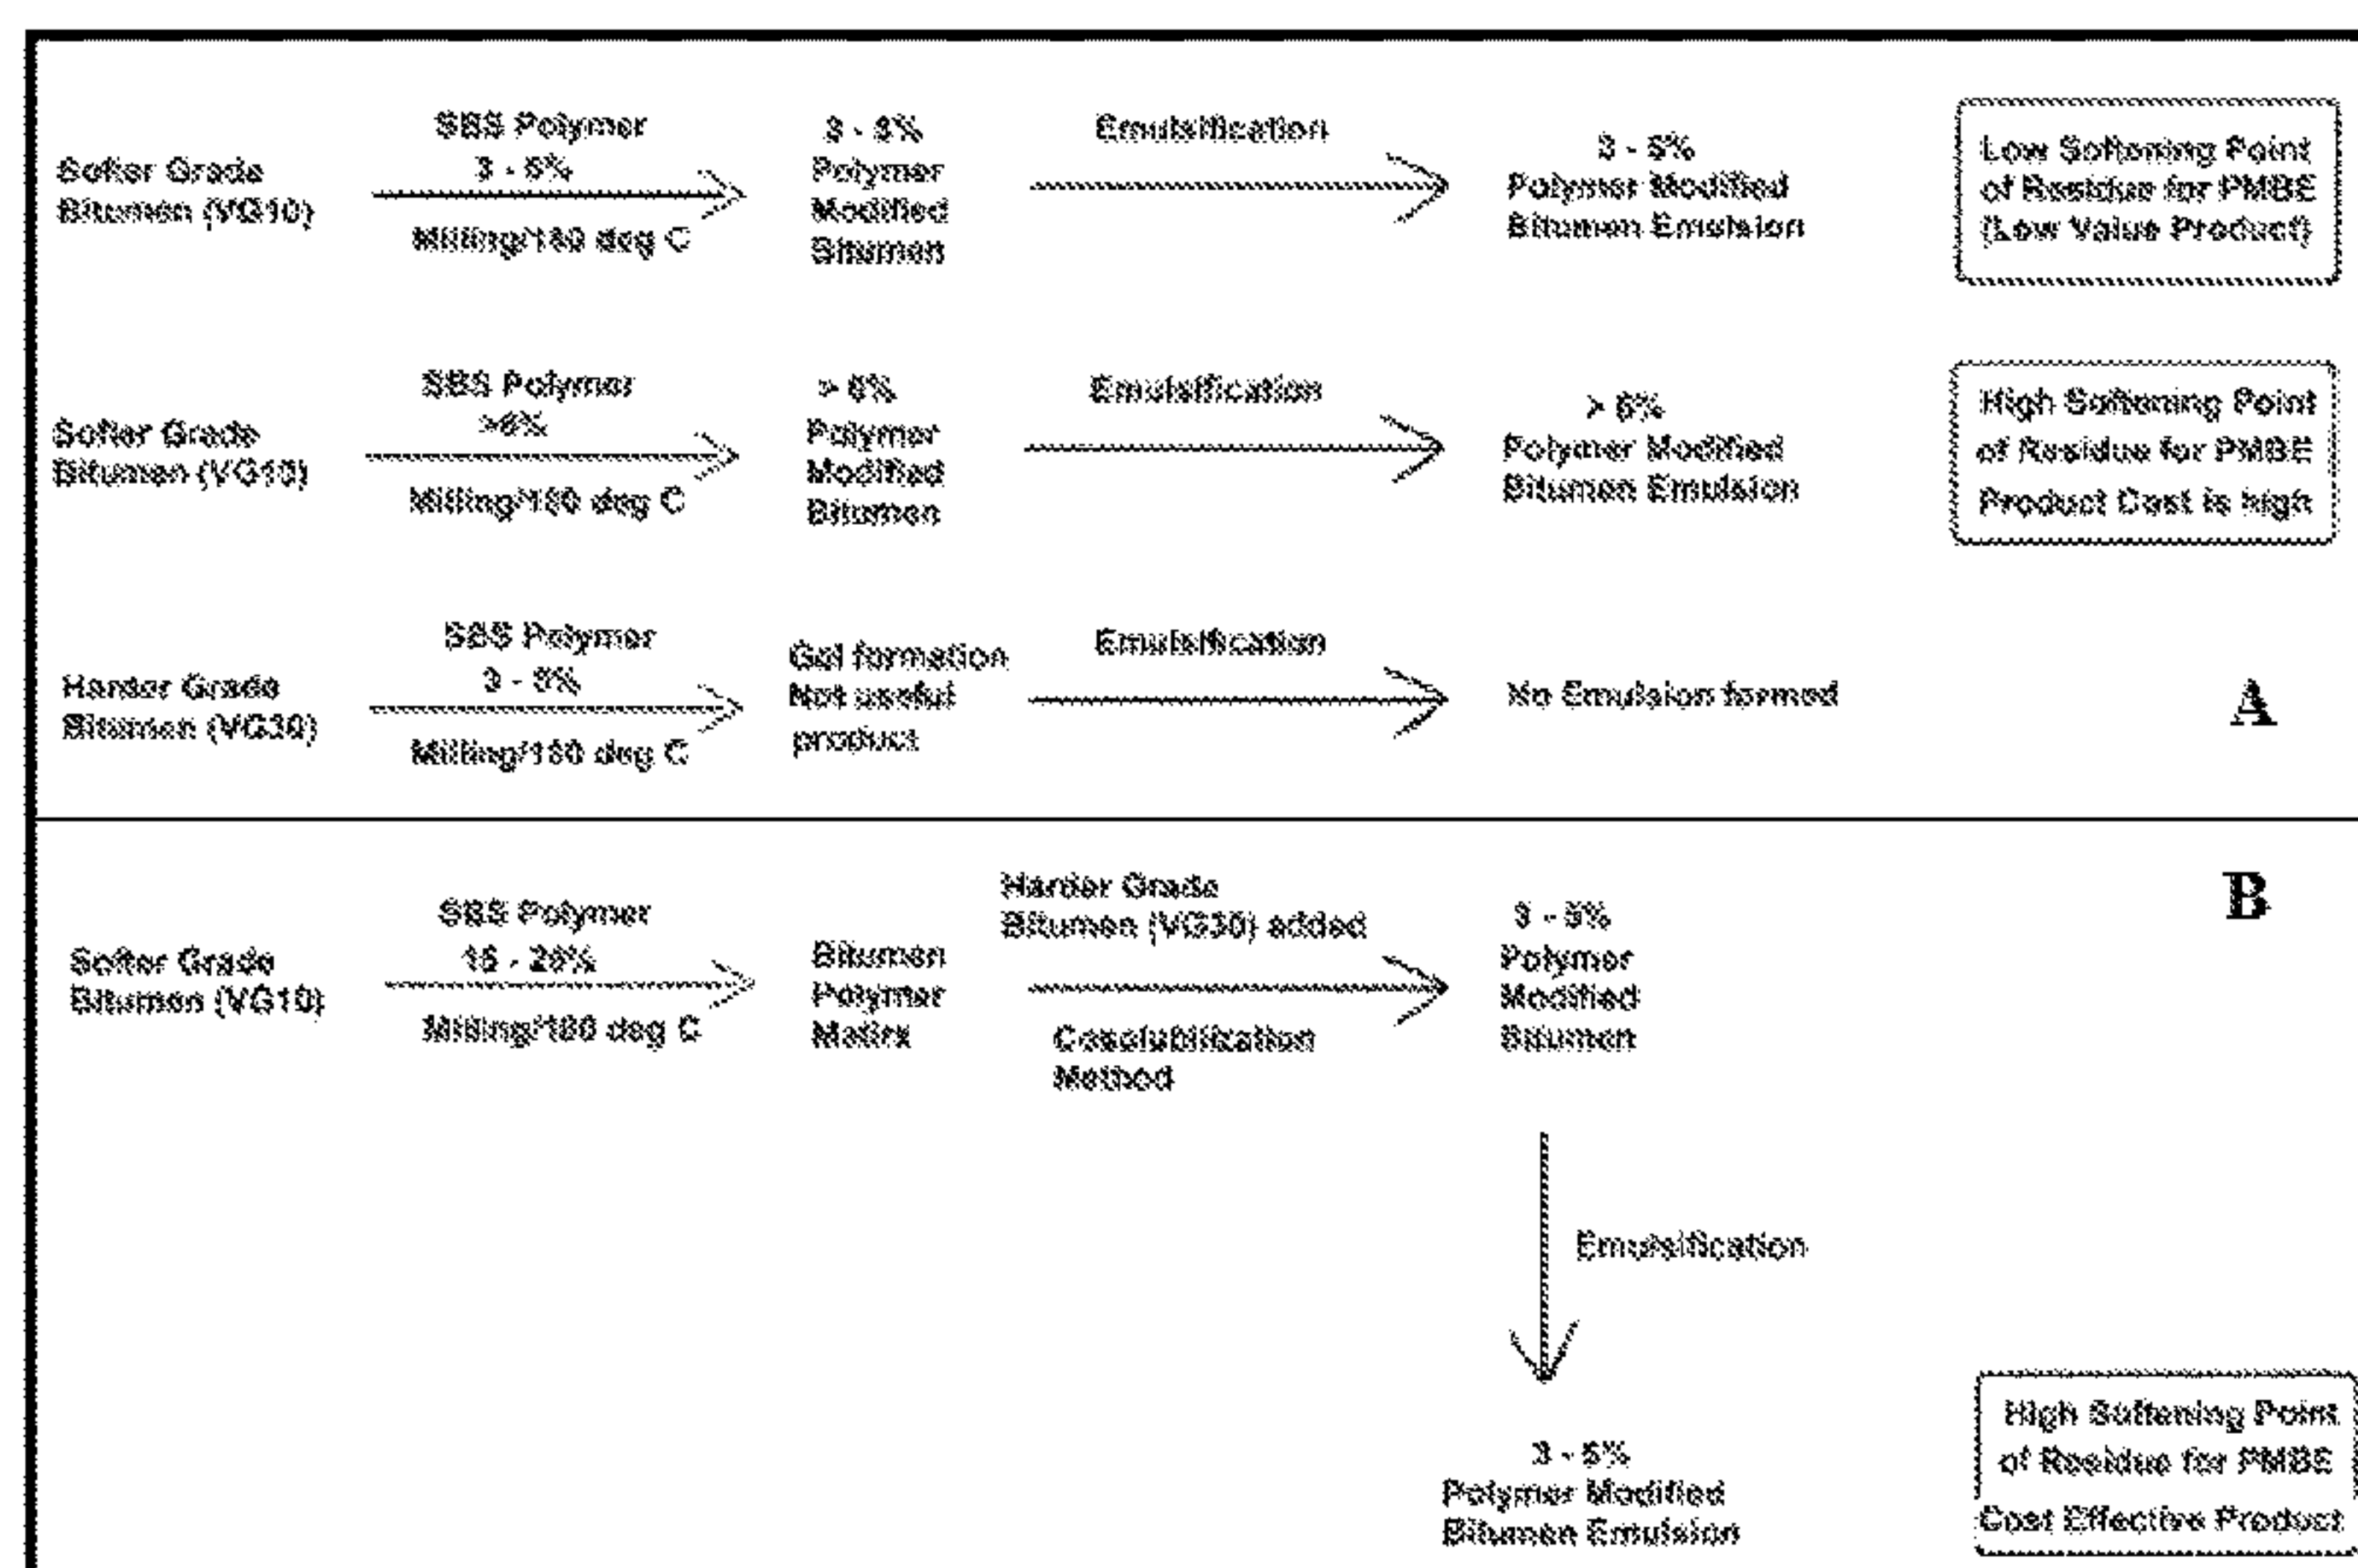 SBS Polymer
3 - 5%
Softer Grade
Bitumen (VG10)
Milling/180 deg C
3 - 5%
Polymer
Modified
Bitumen
Emulsification
3 - 5%
Polymer Modified
Bitumen Emulsion
Low Softening Point
of Residue for PMBE
(Low Value Product)
SBS Polymer
>6%
Softer Grade
Bitumen (VG10)
Milling/180 deg C
> 6%
Polymer
Modified
Bitumen
Emulsification
> 6%
Polymer Modified
Bitumen Emulsion
High Softening Point
of Residue for PMBE
Product Cost is high
SBS Polymer
3 - 5%
Harder Grade
Bitumen (VG30)
Milling/180 deg C
Gel formation
Not useful
product
Emulsification
No Emulsion formed
A
B
SBS Polymer
15 - 20%
Softer Grade
Bitumen (VG10)
Milling/180 deg C
Bitumen
Polymer
Matirx
Harder Grade
Bitumen (VG30) added
Cosolubilization
Method
3 - 5%
Polymer
Modified
Bitumen
Emulsification
3 - 5%
Polymer Modified
Bitumen Emulsion
High Softening Point
of Residue for PMBE
Cost Effective Product